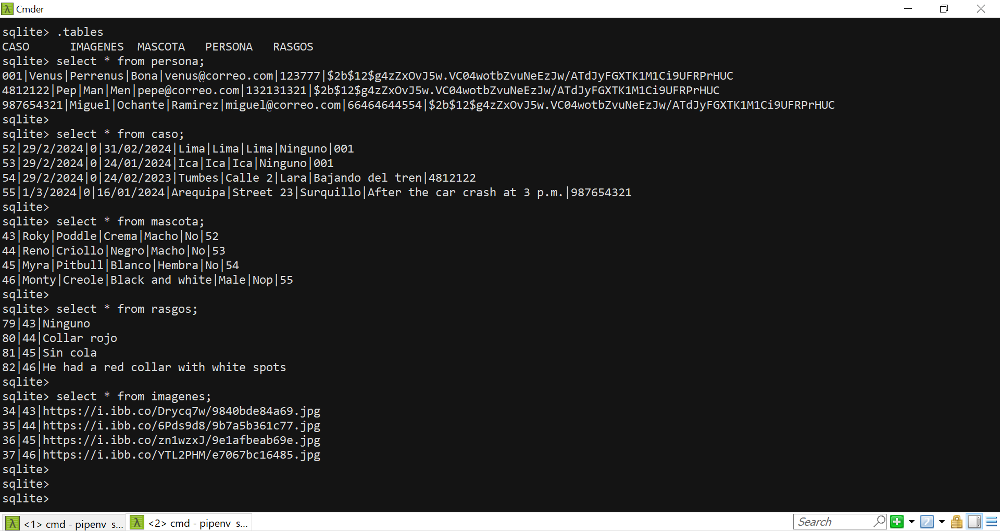 Cmder
sqlite> .tables
CASO      IMAGENES  MASCOTA   PERSONA   RASGOS
sqlite> select * from persona;
001|Venus|Perrenus|Bona|venus@correo.com|123777|$2b$12$g4zZxOvJ5w.VC04wotbZvuNeEzJw/ATdJyFGXTK1M1Ci9UFRPrHUC
4812122|Pep|Man|Men|pepe@correo.com|132131321|$2b$12$g4zZxOvJ5w.VC04wotbZvuNeEzJw/ATdJyFGXTK1M1Ci9UFRPrHUC
987654321|Miguel|Ochante|Ramirez|miguel@correo.com|66464644554|$2b$12$g4zZxOvJ5w.VC04wotbZvuNeEzJw/ATdJyFGXTK1M1Ci9UFRPrHUC
sqlite>
sqlite> select * from caso;
52|29/2/2024|0|31/02/2024|Lima|Lima|Lima|Ninguno|001
53|29/2/2024|0|24/01/2024|Ica|Ica|Ica|Ninguno|001
54|29/2/2024|0|24/02/2023|Tumbes|Calle 2|Lara|Bajando del tren|4812122
55|1/3/2024|0|16/01/2024|Arequipa|Street 23|Surquillo|After the car crash at 3 p.m.|987654321
sqlite>
sqlite> select * from mascota;
43|Roky|Poddle|Crema|Macho|No|52
44|Reno|Criollo|Negro|Macho|No|53
45|Myra|Pitbull|Blanco|Hembra|No|54
46|Monty|Creole|Black and white|Male|Nop|55
sqlite>
sqlite> select * from rasgos;
79|43|Ninguno
80|44|Collar rojo
81|45|Sin cola
82|46|He had a red collar with white spots
sqlite>
sqlite> select * from imagenes;
34|43|https://i.ibb.co/Drycq7w/9840bde84a69.jpg
35|44|https://i.ibb.co/6Pds9d8/9b7a5b361c77.jpg
36|45|https://i.ibb.co/zn1wzxJ/9e1afbeab69e.jpg
37|46|https://i.ibb.co/YTL2PHM/e7067bc16485.jpg
sqlite>
sqlite>
sqlite>
<1> cmd - pipenv s... <2> cmd - pipenv s... Search 2